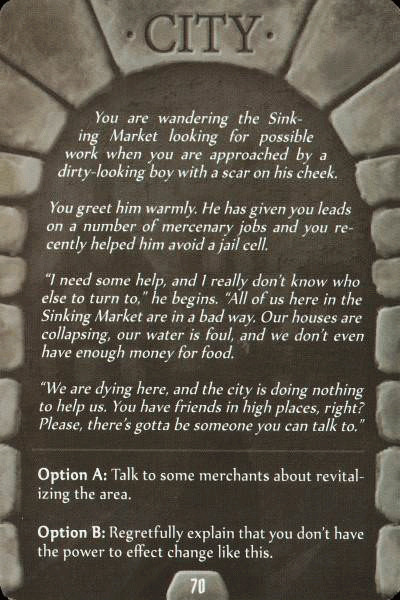 · CITY ·
You are wandering the Sink-
ing Market looking for possible
work when you are approached by a
dirty-looking boy with a scar on his cheek.
You greet him warmly. He has given you leads
on a number of mercenary jobs and you re-
cently helped him avoid a jail cell.
“I need some help, and I really don’t know who
else to turn to,” he begins. “All of us here in the
Sinking Market are in a bad way. Our houses are
collapsing, our water is foul, and we don’t even
have enough money for food.
“We are dying here, and the city is doing nothing
to help us. You have friends in high places, right?
Please, there’s gotta be someone you can talk to.”
Option A: Talk to some merchants about revital-
izing the area.
Option B: Regretfully explain that you don’t have
the power to effect change like this.
70